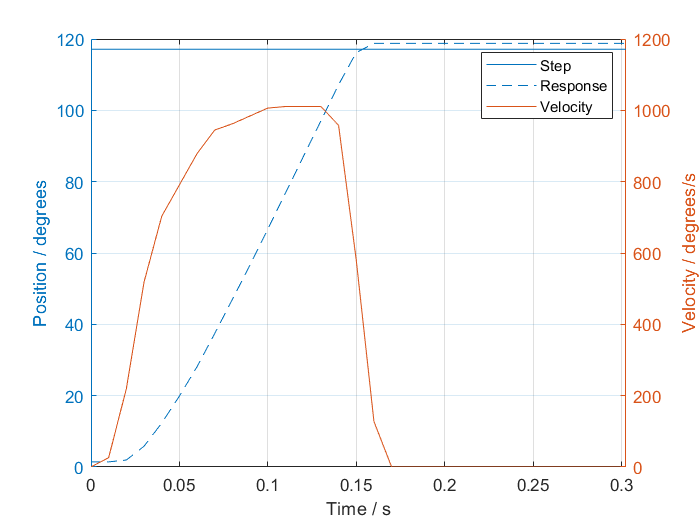 120
100
80
60
40
20
0
Position / degrees
1200
1000
800
600
400
200
0
Velocity / degrees/s
Step
Response
Velocity
0 0.05 0.1 0.15 0.2 0.25 0.3
Time / s